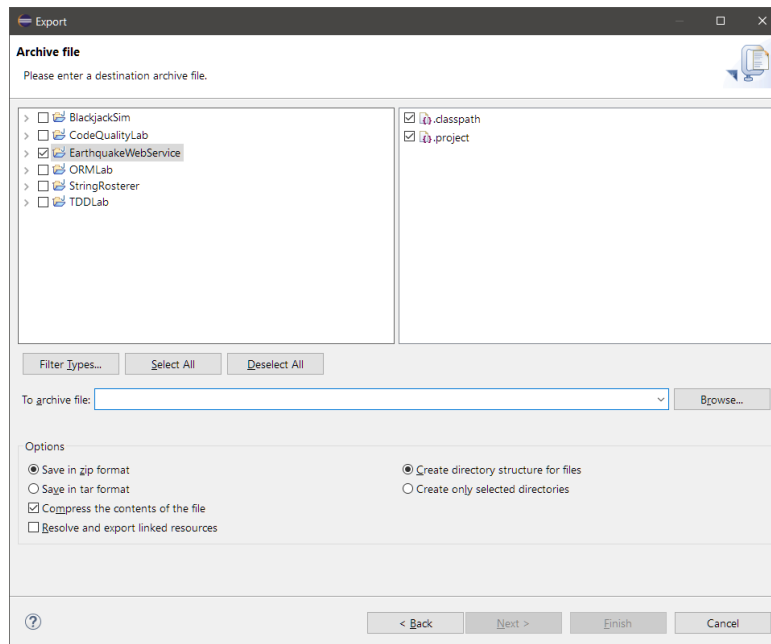 Export
Archive file
Please enter a destination archive file.
BlackjackSim
CodeQualityLab
EarthquakeWebService
ORMLab
StringRosterer
TDDLab
.classpath
.project
Filter Types...
Select All
Deselect All
To archive file:
Browse...
Options
Save in zip format
Save in tar format
Compress the contents of the file
Resolve and export linked resources
Create directory structure for files
Create only selected directories
?
< Back
Next >
Finish
Cancel